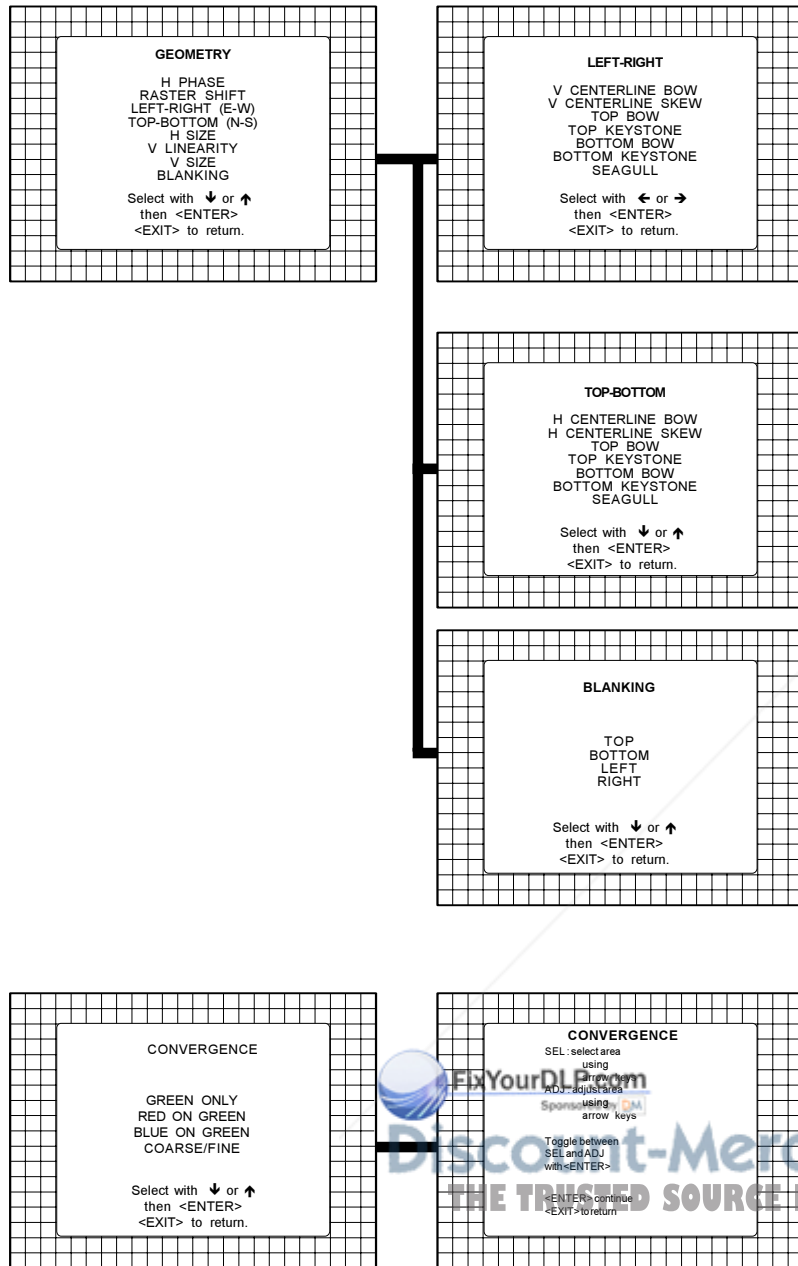 GEOMETRY
H PHASE
RASTER SHIFT
LEFT-RIGHT (E-W)
TOP-BOTTOM (N-S)
H SIZE
V LINEARITY
V SIZE
BLANKING
Select with ↓ or ↑
then <ENTER>
<EXIT> to return.
LEFT-RIGHT
V CENTERLINE BOW
V CENTERLINE SKEW
TOP BOW
TOP KEYSTONE
BOTTOM BOW
BOTTOM KEYSTONE
SEAGULL
Select with ← or →
then <ENTER>
<EXIT> to return.
TOP-BOTTOM
H CENTERLINE BOW
H CENTERLINE SKEW
TOP BOW
TOP KEYSTONE
BOTTOM BOW
BOTTOM KEYSTONE
SEAGULL
Select with ↓ or ↑
then <ENTER>
<EXIT> to return.
BLANKING
TOP
BOTTOM
LEFT
RIGHT
Select with ↓ or ↑
then <ENTER>
<EXIT> to return.
CONVERGENCE
GREEN ONLY
RED ON GREEN
BLUE ON GREEN
COARSE/FINE
Select with ↓ or ↑
then <ENTER>
<EXIT> to return.
CONVERGENCE
SEL : select area
using
arrow keys
ADJ : adjust area
using
arrow keys
Toggle between
SEL and ADJ
with <ENTER>
<ENTER> continue
<EXIT> to return
FixYourDLP.com
Sponsored by DM
Discount-Merc
THE TRUSTED SOURCE